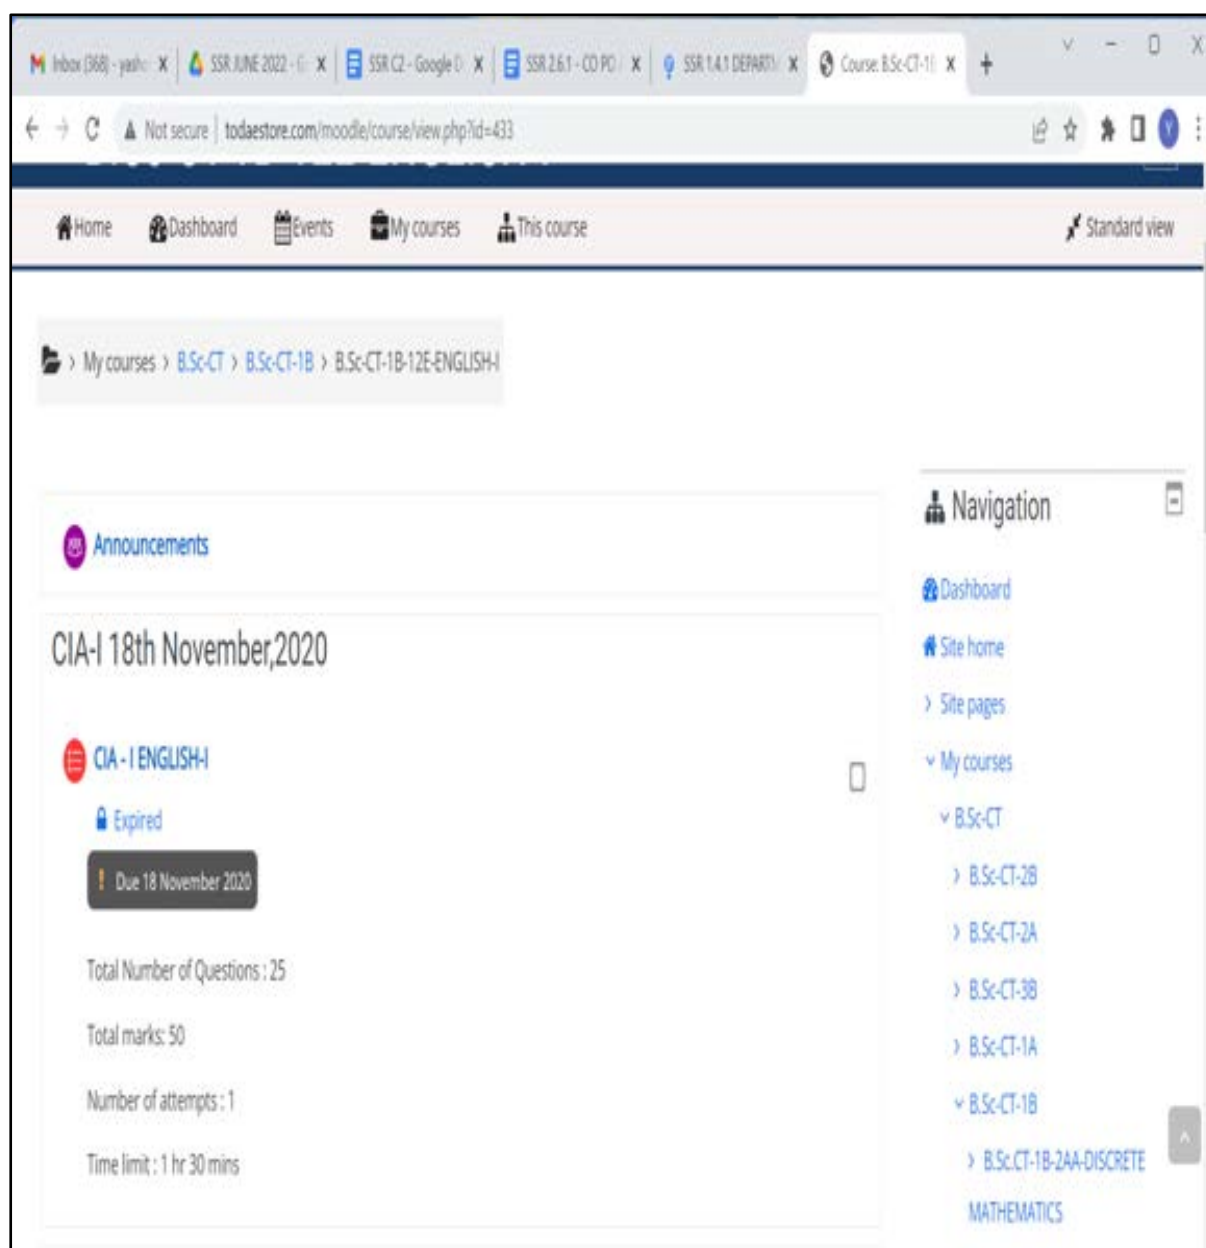 Inbox (368) - yash
SSR JUNE 2022 - G
SSR C2 - Google D
SSR 2.6.1 - CO PO
SSR 1.4.1 DEPARTM
Course: B.Sc-CT-1B
Not secure | todaestore.com/moodle/course/view.php?id=433
Y
Home
Dashboard
Events
My courses
This course
Standard view
> My courses > B.Sc-CT > B.Sc-CT-1B > B.Sc-CT-1B-12E-ENGLISH-I
Announcements
CIA-I 18th November,2020
CIA - I ENGLISH-I
Expired
! Due 18 November 2020
Total Number of Questions : 25
Total marks: 50
Number of attempts : 1
Time limit : 1 hr 30 mins
Navigation
Dashboard
Site home
Site pages
My courses
B.Sc-CT
B.Sc-CT-2B
B.Sc-CT-2A
B.Sc-CT-3B
B.Sc-CT-1A
B.Sc-CT-1B
B.Sc.CT-1B-2AA-DISCRETE
MATHEMATICS